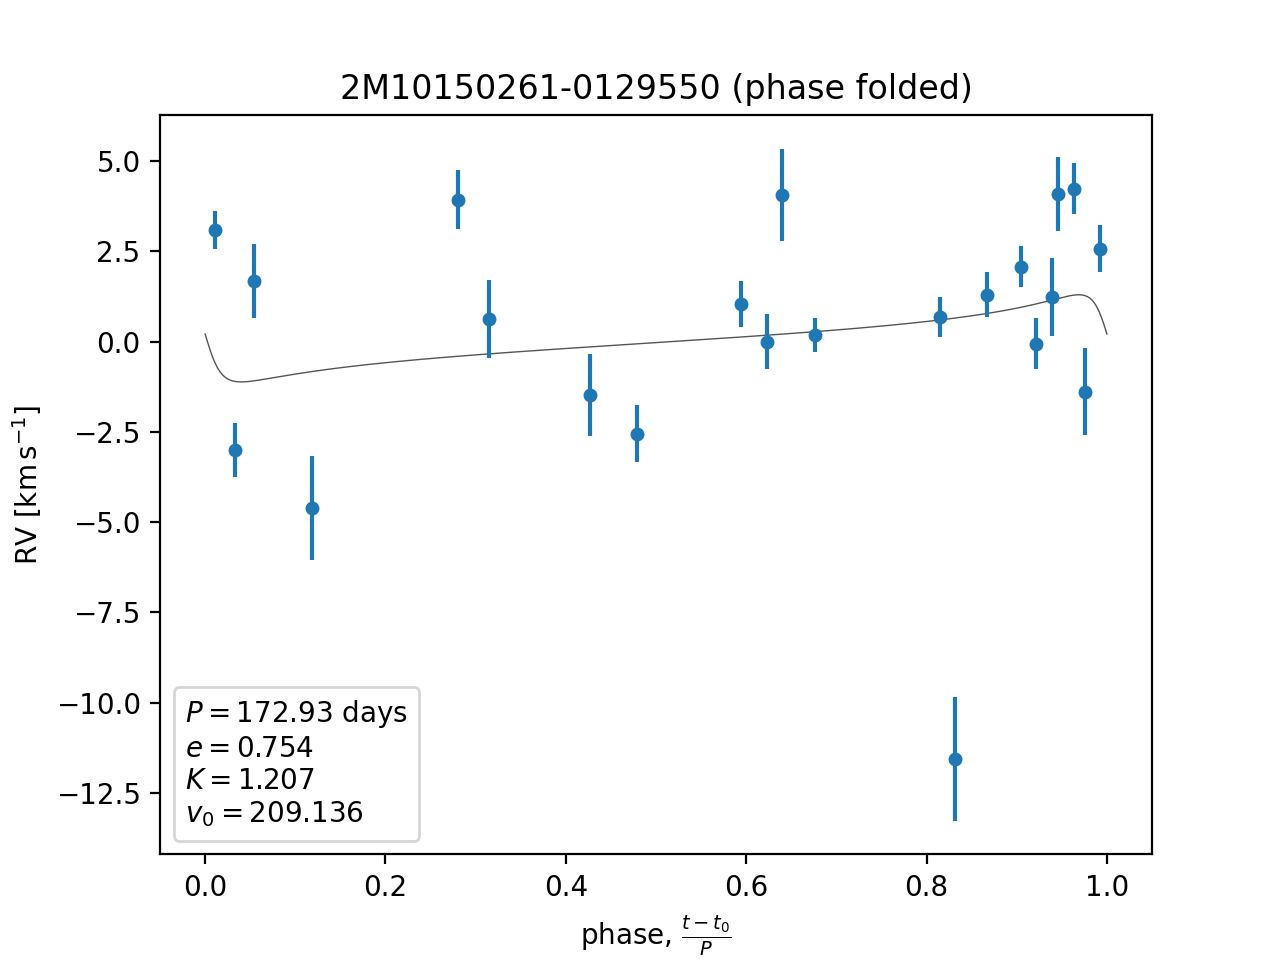 2M10150261-0129550 (phase folded)
RV [km s⁻¹]
5.0
2.5
0.0
−2.5
−5.0
−7.5
−10.0
−12.5
P = 172.93 days
e = 0.754
K = 1.207
v₀ = 209.136
0.0 0.2 0.4 0.6 0.8 1.0
phase, (t − t₀)/P